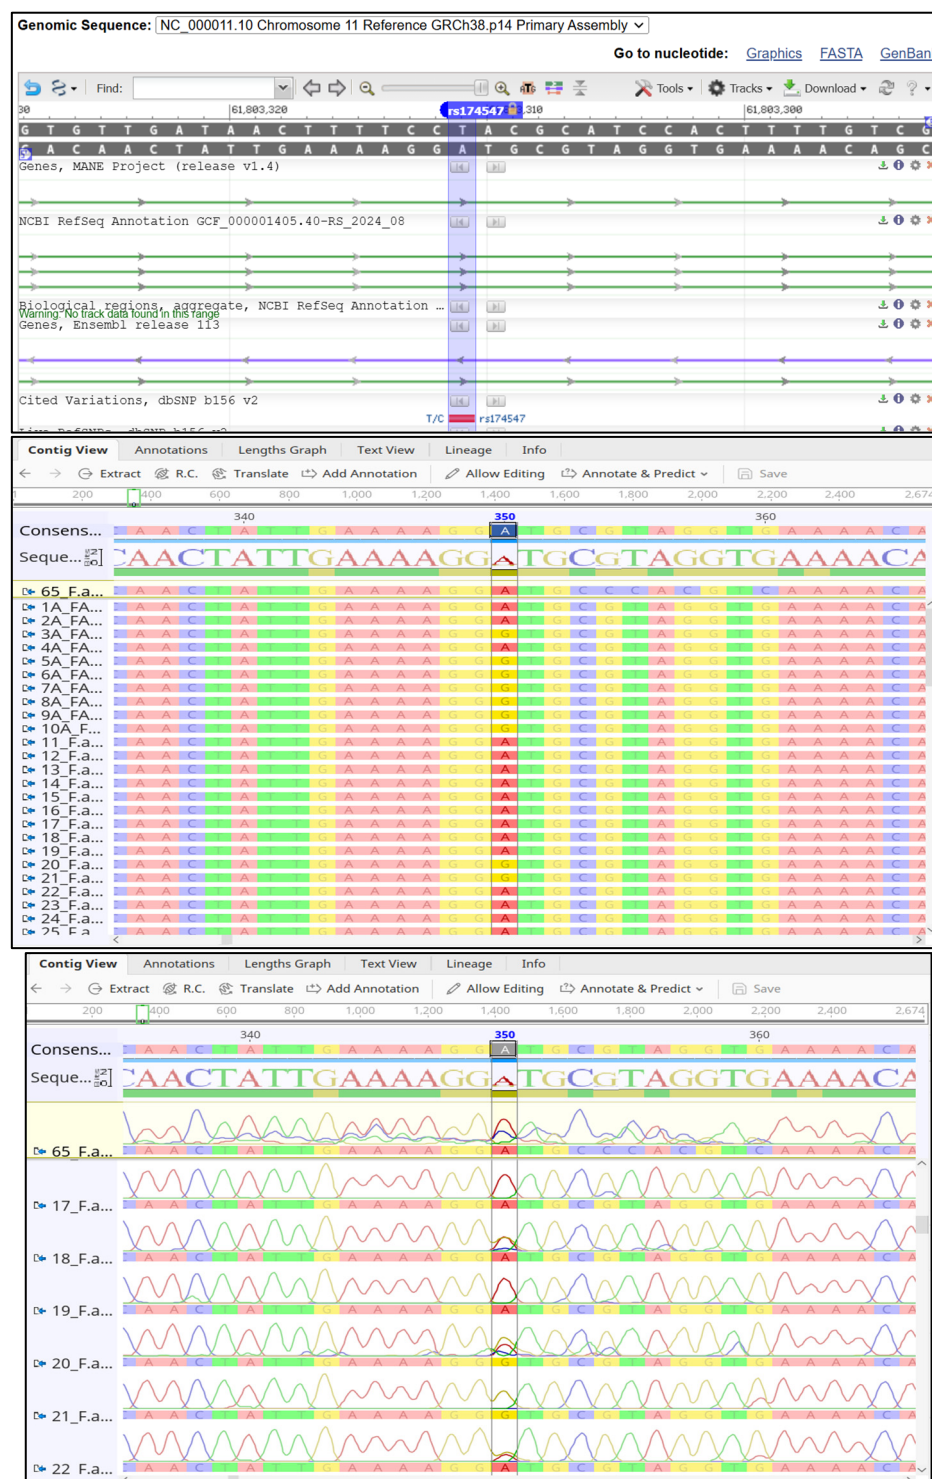 Genomic Sequence: NC_000011.10 Chromosome 11 Reference GRCh38.p14 Primary Assembly
Go to nucleotide: Graphics FASTA GenBan
Find: Tools Tracks Download ?
30 61,803,320 rs174547 310 61,803,300
G T G T T G A T A A C T T T T C C T A C G C A T C C A C T T T T G T C G
C A C A A C T A T T G A A A A G G A T G C G T A G G T G A A A A C A G C
Genes, MANE Project (release v1.4)
NCBI RefSeq Annotation GCF_000001405.40-RS_2024_08
Biological regions, aggregate, NCBI RefSeq Annotation ...
Warning: No track data found in this range
Genes, Ensembl release 113
Cited Variations, dbSNP b156 v2
T/C rs174547
Live RefSNPs, dbSNP b156 v2
Contig View Annotations Lengths Graph Text View Lineage Info
Extract R.C. Translate Add Annotation Allow Editing Annotate & Predict Save
1 200 400 600 800 1,000 1,200 1,400 1,600 1,800 2,000 2,200 2,400 2,674
340 350 360
Consens... A A C T A T T G A A A A G G A T G C G T A G G T G A A A A C A
Seque... CAACTATTGAAAAGGATGCGTAGGTGAAAACA
65_F.a... A A C T A T T G A A A A G G A T G C C C A C G T C A A A A C A
1A_FA... A A C T A T T G A A A A G G A T G C G T A G G T G A A A A C A
2A_FA... A A C T A T T G A A A A G G A T G C G T A G G T G A A A A C A
3A_FA... A A C T A T T G A A A A G G G T G C G T A G G T G A A A A C A
4A_FA... A A C T A T T G A A A A G G A T G C G T A G G T G A A A A C A
5A_FA... A A C T A T T G A A A A G G G T G C G T A G G T G A A A A C A
6A_FA... A A C T A T T G A A A A G G G T G C G T A G G T G A A A A C A
7A_FA... A A C T A T T G A A A A G G G T G C G T A G G T G A A A A C A
8A_FA... A A C T A T T G A A A A G G G T G C G T A G G T G A A A A C A
9A_FA... A A C T A T T G A A A A G G G T G C G T A G G T G A A A A C A
10A_F... A A C T A T T G A A A A G G G T G C G T A G G T G A A A A C A
11_F.a... A A C T A T T G A A A A G G A T G C G T A G G T G A A A A C A
12_F.a... A A C T A T T G A A A A G G A T G C G T A G G T G A A A A C A
13_F.a... A A C T A T T G A A A A G G A T G C G T A G G T G A A A A C A
14_F.a... A A C T A T T G A A A A G G A T G C G T A G G T G A A A A C A
15_F.a... A A C T A T T G A A A A G G A T G C G T A G G T G A A A A C A
16_F.a... A A C T A T T G A A A A G G A T G C G T A G G T G A A A A C A
17_F.a... A A C T A T T G A A A A G G A T G C G T A G G T G A A A A C A
18_F.a... A A C T A T T G A A A A G G A T G C G T A G G T G A A A A C A
19_F.a... A A C T A T T G A A A A G G A T G C G T A G G T G A A A A C A
20_F.a... A A C T A T T G A A A A G G G T G C G T A G G T G A A A A C A
21_F.a... A A C T A T T G A A A A G G G T G C G T A G G T G A A A A C A
22_F.a... A A C T A T T G A A A A G G A T G C G T A G G T G A A A A C A
23_F.a... A A C T A T T G A A A A G G A T G C G T A G G T G A A A A C A
24_F.a... A A C T A T T G A A A A G G A T G C G T A G G T G A A A A C A
25_F.a... A A C T A T T G A A A A G G A T G C G T A G G T G A A A A C A
Contig View Annotations Lengths Graph Text View Lineage Info
Extract R.C. Translate Add Annotation Allow Editing Annotate & Predict Save
200 400 600 800 1,000 1,200 1,400 1,600 1,800 2,000 2,200 2,400 2,674
340 350 360
Consens... A A C T A T T G A A A A G G A T G C G T A G G T G A A A A C A
Seque... CAACTATTGAAAAGGATGCGTAGGTGAAAACA
65_F.a... A A C T A T T G A A A A G G A T G C C C A C G T C A A A A C A
17_F.a... A A C T A T T G A A A A G G A T G C G T A G G T G A A A A C A
18_F.a... A A C T A T T G A A A A G G A T G C G T A G G T G A A A A C A
19_F.a... A A C T A T T G A A A A G G A T G C G T A G G T G A A A A C A
20_F.a... A A C T A T T G A A A A G G G T G C G T A G G T G A A A A C A
21_F.a... A A C T A T T G A A A A G G G T G C G T A G G T G A A A A C A
22_F.a... A A C T A T T G A A A A G G A T G C G T A G G T G A A A A C A